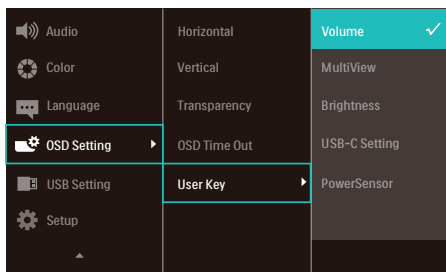 Audio
Color
Language
OSD Setting
USB Setting
Setup
Horizontal
Vertical
Transparency
OSD Time Out
User Key
Volume
MultiView
Brightness
USB-C Setting
PowerSensor